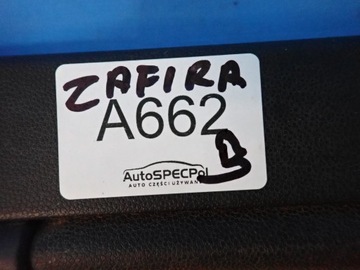 ZAFIRA
A662
B
AutoSPECPol
AUTO CZĘŚCI UŻYWANE